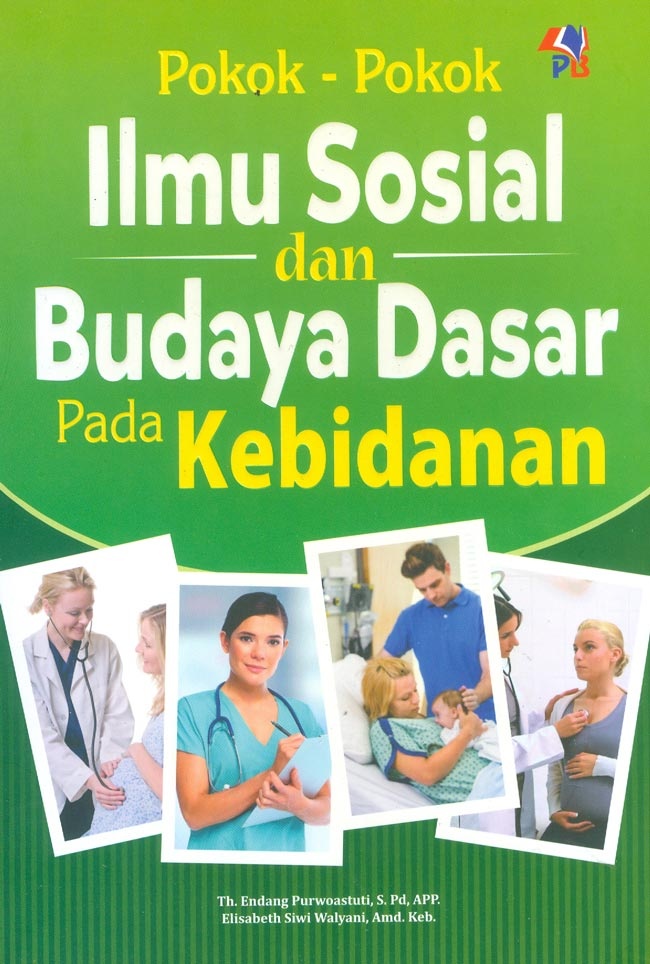 PB
Pokok - Pokok
Ilmu Sosial
dan
Budaya Dasar
Pada Kebidanan
Th. Endang Purwoastuti, S. Pd, APP.
Elisabeth Siwi Walyani, Amd. Keb.